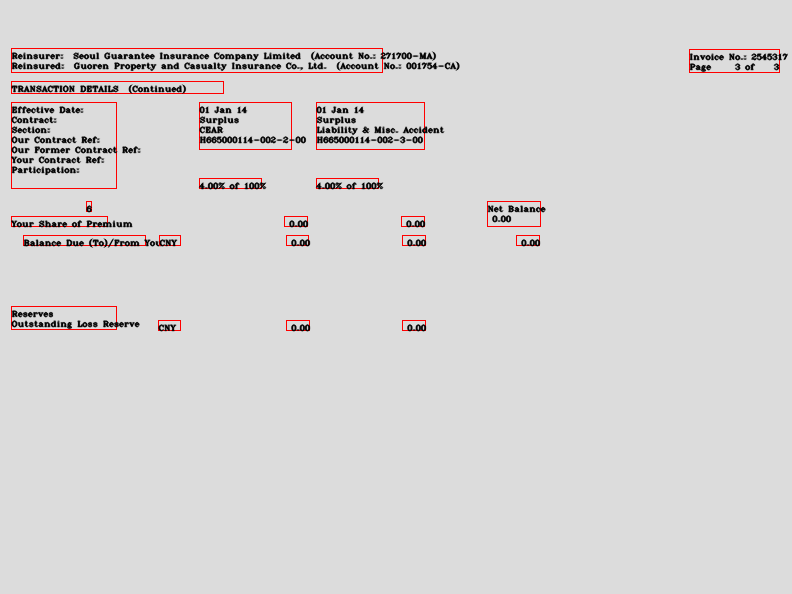 Reinsurer:  Seoul Guarantee Insurance Company Limited  (Account No.: 271700-MA)
Invoice No.: 2545317
Reinsured:  Guoren Property and Casualty Insurance Co., Ltd.  (Account No.: 001754-CA)
Page 3 of 3
TRANSACTION DETAILS  (Continued)
Effective Date: 01 Jan 14 01 Jan 14
Contract: Surplus Surplus
Section: CEAR Liability & Misc. Accident
Our Contract Ref: H665000114-002-2-00 H665000114-002-3-00
Our Former Contract Ref:
Your Contract Ref:
Participation:
4.00% of 100% 4.00% of 100%
6 Net Balance
Your Share of Premium 0.00 0.00 0.00
Balance Due (To)/From You CNY 0.00 0.00 0.00
Reserves
Outstanding Loss Reserve CNY 0.00 0.00